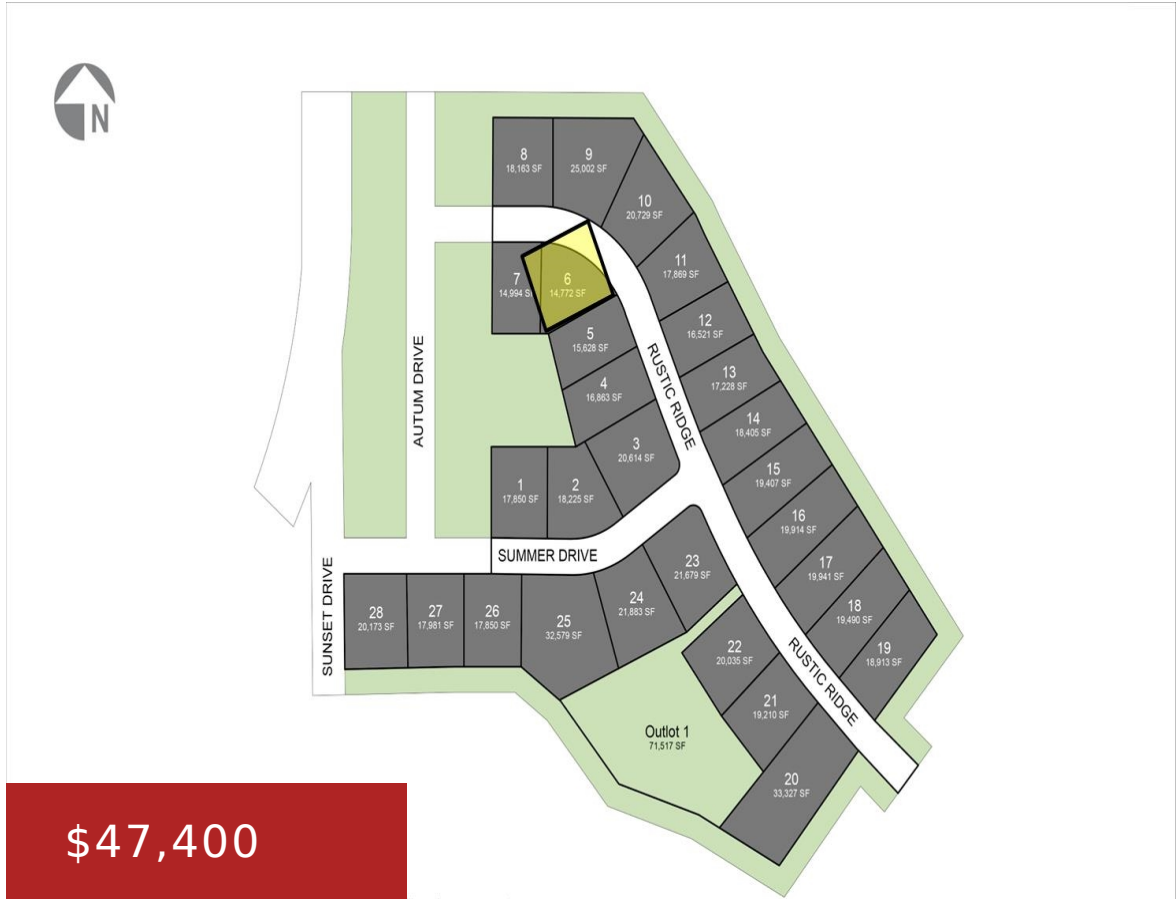 N
8
18,163 SF
9
25,002 SF
10
20,729 SF
11
17,869 SF
7
14,994 SF
6
14,772 SF
12
16,521 SF
5
15,628 SF
13
17,228 SF
4
16,863 SF
14
18,405 SF
3
20,614 SF
RUSTIC RIDGE
AUTUM DRIVE
15
19,407 SF
1
17,850 SF
2
18,225 SF
16
19,914 SF
SUMMER DRIVE
17
19,941 SF
23
21,679 SF
18
19,490 SF
24
21,883 SF
SUNSET DRIVE
28
20,173 SF
27
17,981 SF
26
17,850 SF
25
32,579 SF
22
20,035 SF
19
18,913 SF
RUSTIC RIDGE
21
19,210 SF
Outlot 1
71,517 SF
20
33,327 SF
$47,400